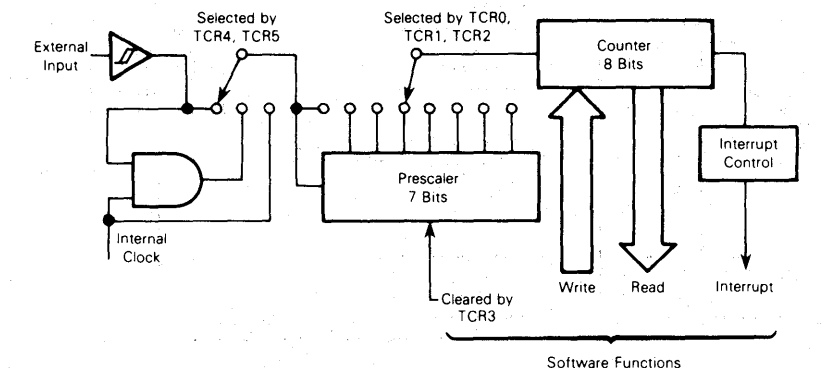 Selected by
TCR4, TCR5
Selected by TCR0,
TCR1, TCR2
External
Input
Counter
8 Bits
Interrupt
Control
Prescaler
7 Bits
Internal
Clock
Cleared by
TCR3
Write
Read
Interrupt
Software Functions